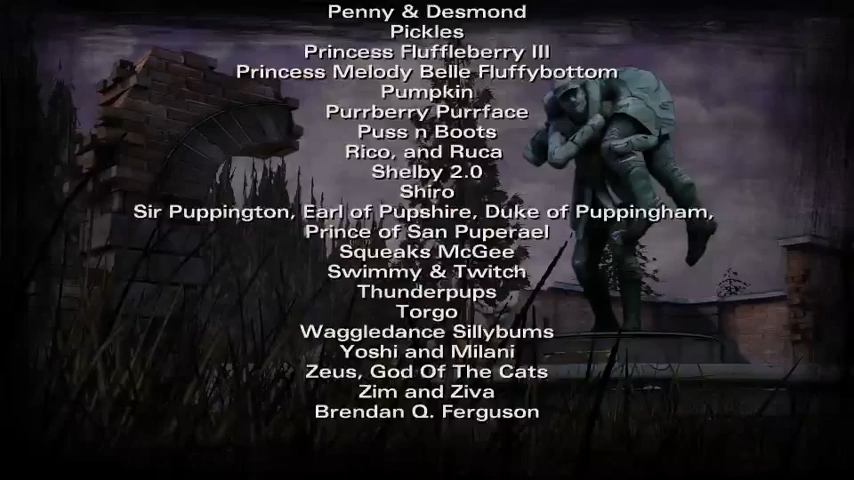 Penny & Desmond
Pickles
Princess Fluffleberry III
Princess Melody Belle Fluffybottom
Pumpkin
Purrberry Purrface
Puss n Boots
Rico, and Ruca
Shelby 2.0
Shiro
Sir Puppington, Earl of Pupshire, Duke of Puppingham,
Prince of San Puperael
Squeaks McGee
Swimmy & Twitch
Thunderpups
Torgo
Waggledance Sillybums
Yoshi and Milani
Zeus, God Of The Cats
Zim and Ziva
Brendan Q. Ferguson